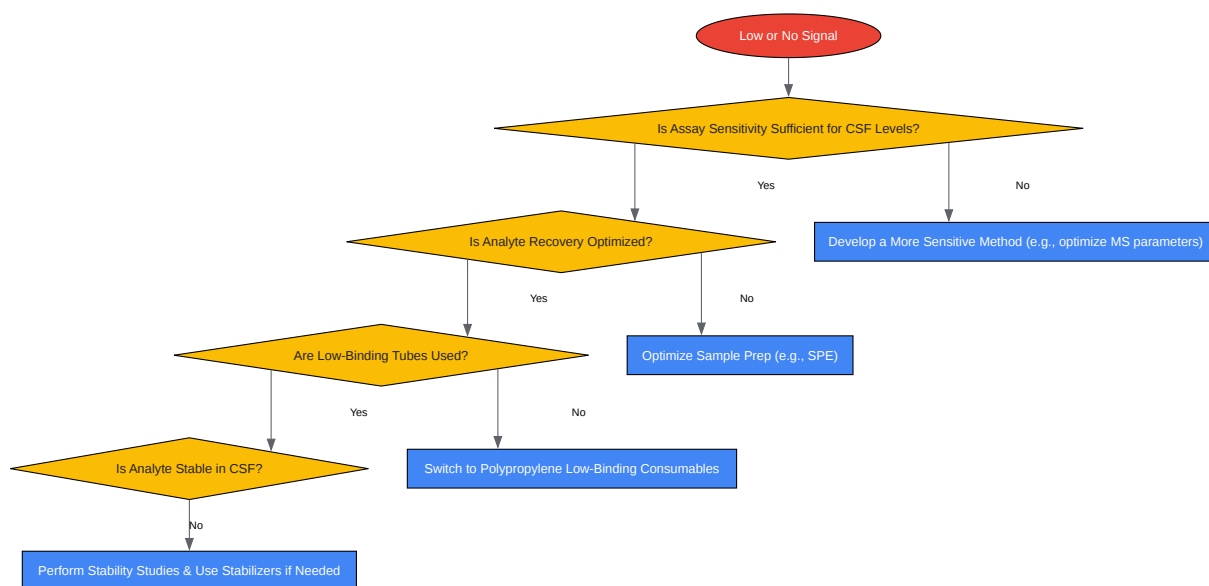 Low or No Signal
Is Assay Sensitivity Sufficient for CSF Levels?
Yes
No
Is Analyte Recovery Optimized?
Develop a More Sensitive Method (e.g., optimize MS parameters)
Yes
No
Are Low-Binding Tubes Used?
Optimize Sample Prep (e.g., SPE)
Yes
No
Is Analyte Stable in CSF?
Switch to Polypropylene Low-Binding Consumables
No
Perform Stability Studies & Use Stabilizers if Needed